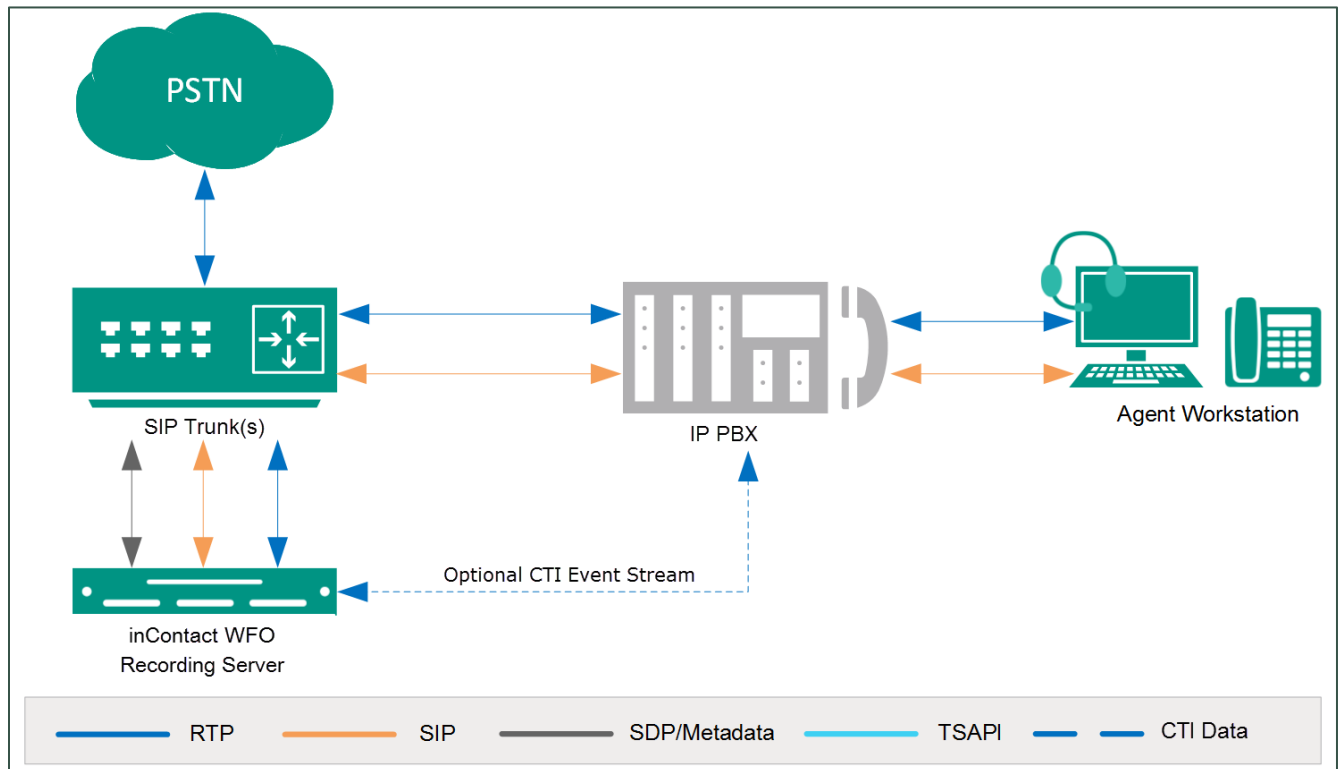 PSTN
SIP Trunk(s)
IP PBX
Agent Workstation
Optional CTI Event Stream
inContact WFO
Recording Server
RTP
SIP
SDP/Metadata
TSAPI
CTI Data